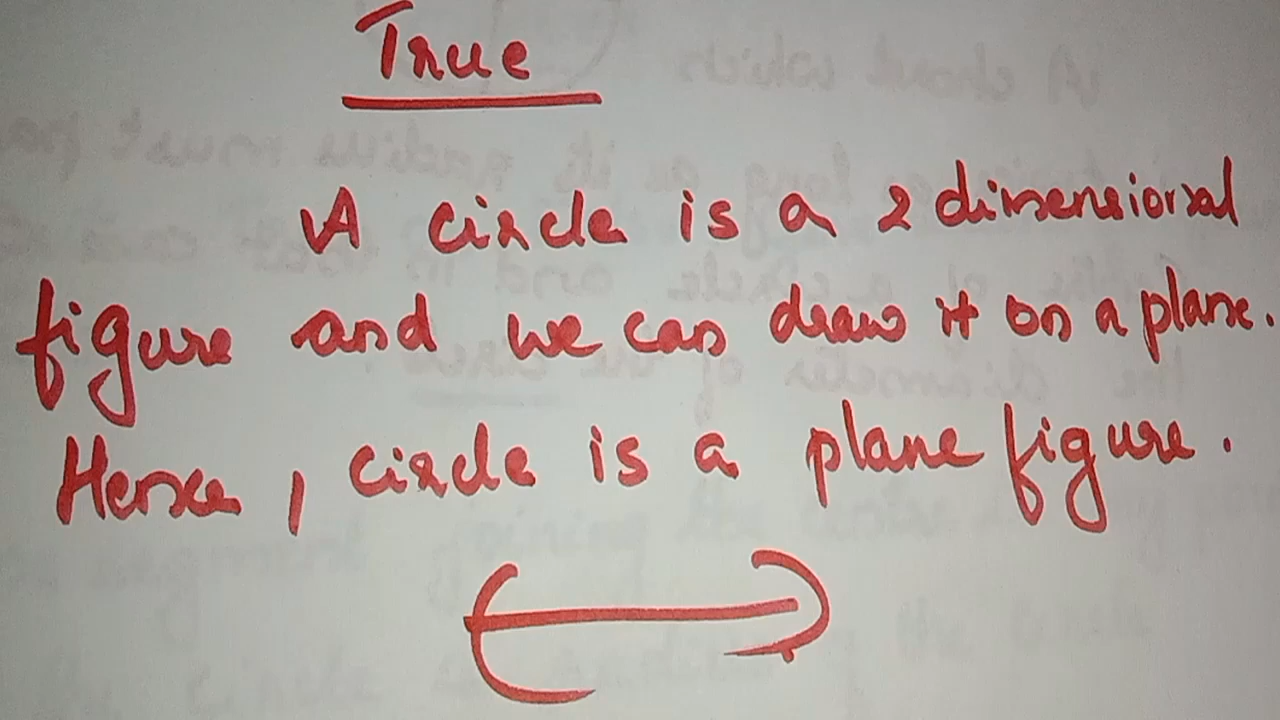 True
A circle is a 2 dimensional
figure and we can draw it on a plane.
Hence, circle is a plane figure.